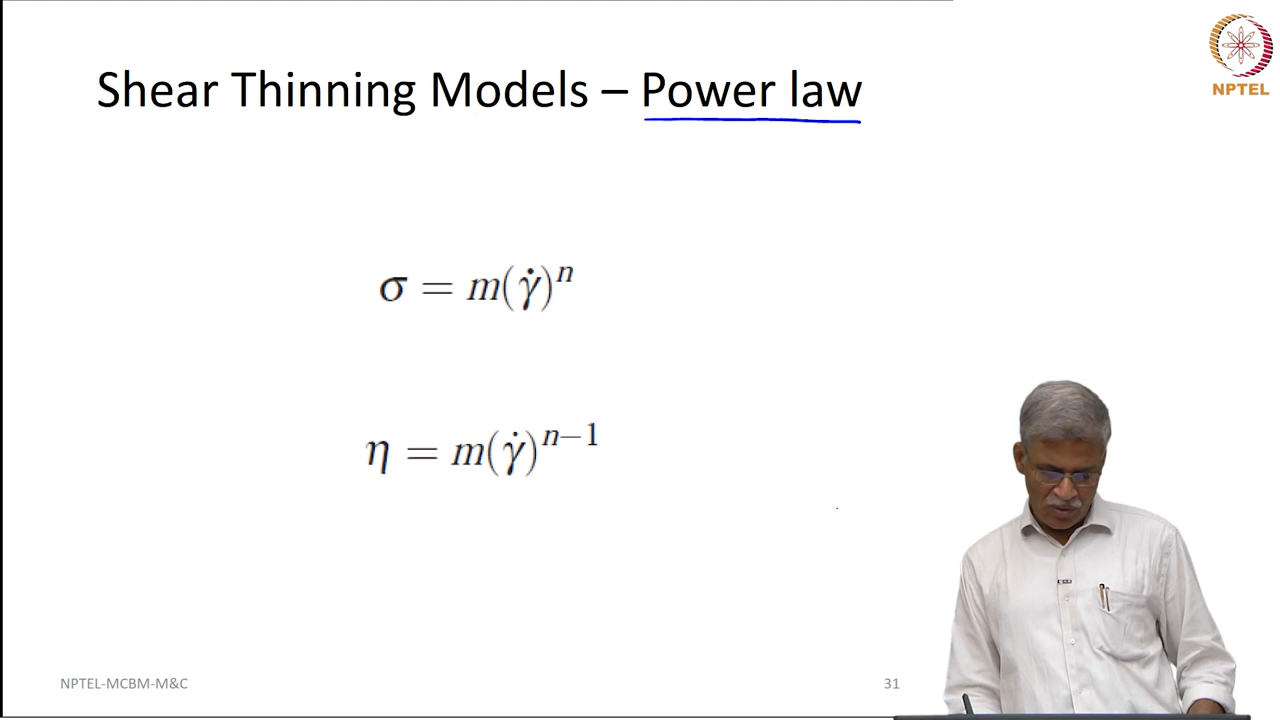 Shear Thinning Models – Power law
NPTEL
σ = m(γ̇)ⁿ
η = m(γ̇)ⁿ⁻¹
NPTEL-MCBM-M&C
31